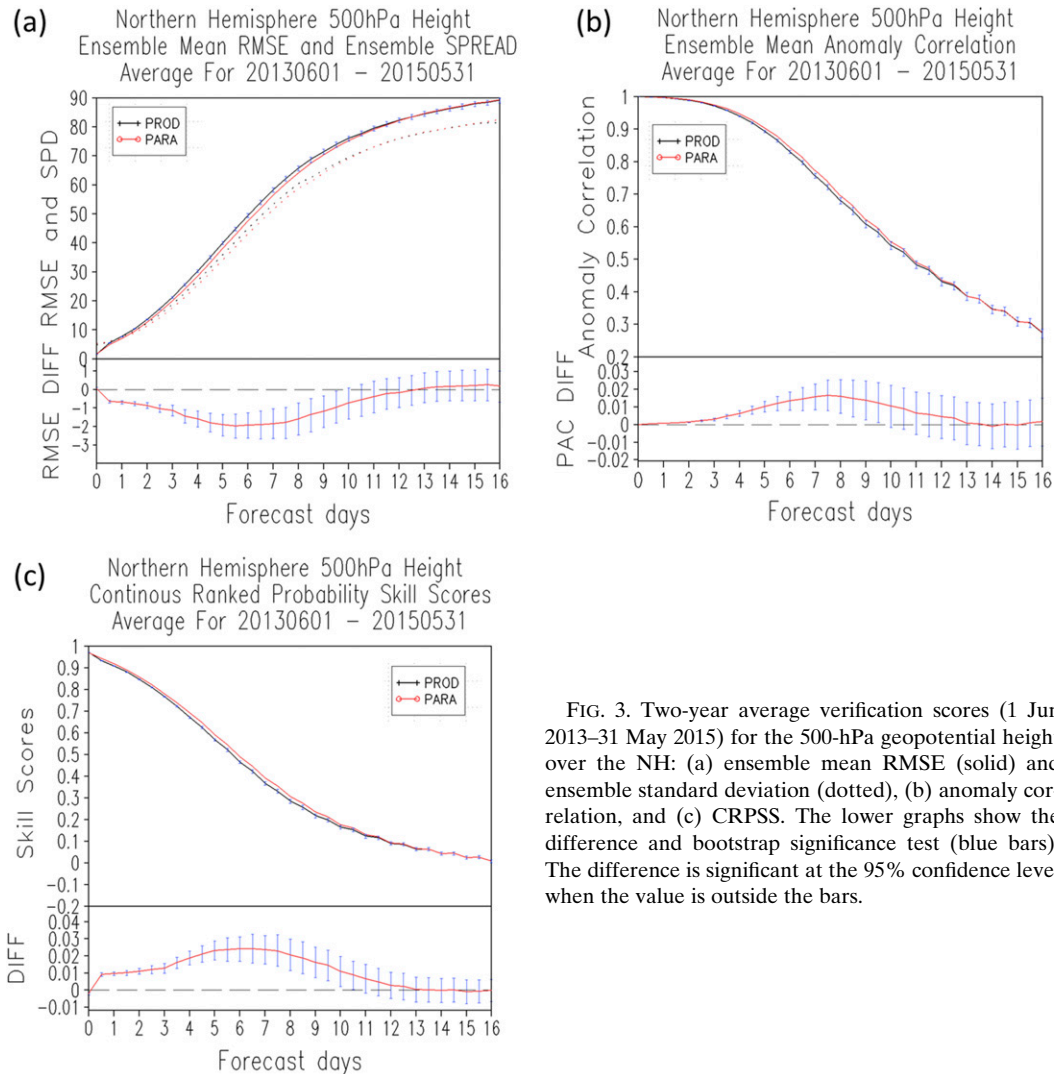 (a)
Northern Hemisphere 500hPa Height
Ensemble Mean RMSE and Ensemble SPREAD
Average For 20130601 – 20150531
RMSE and SPD
90
80
70
60
50
40
30
20
10
0
PROD
PARA
RMSE DIFF
1
0
-1
-2
-3
0 1 2 3 4 5 6 7 8 9 10 11 12 13 14 15 16
Forecast days
(b)
Northern Hemisphere 500hPa Height
Ensemble Mean Anomaly Correlation
Average For 20130601 – 20150531
Anomaly Correlation
1
0.9
0.8
0.7
0.6
0.5
0.4
0.3
0.2
PROD
PARA
PAC DIFF
0.03
0.02
0.01
0
-0.01
-0.02
0 1 2 3 4 5 6 7 8 9 10 11 12 13 14 15 16
Forecast days
(c)
Northern Hemisphere 500hPa Height
Continous Ranked Probability Skill Scores
Average For 20130601 – 20150531
Skill Scores
1
0.9
0.8
0.7
0.6
0.5
0.4
0.3
0.2
0.1
0
-0.1
-0.2
PROD
PARA
DIFF
0.04
0.03
0.02
0.01
0
-0.01
0 1 2 3 4 5 6 7 8 9 10 11 12 13 14 15 16
Forecast days
FIG. 3. Two-year average verification scores (1 Jun
2013–31 May 2015) for the 500-hPa geopotential heigh
over the NH: (a) ensemble mean RMSE (solid) and
ensemble standard deviation (dotted), (b) anomaly cor-
relation, and (c) CRPSS. The lower graphs show the
difference and bootstrap significance test (blue bars)
The difference is significant at the 95% confidence leve
when the value is outside the bars.